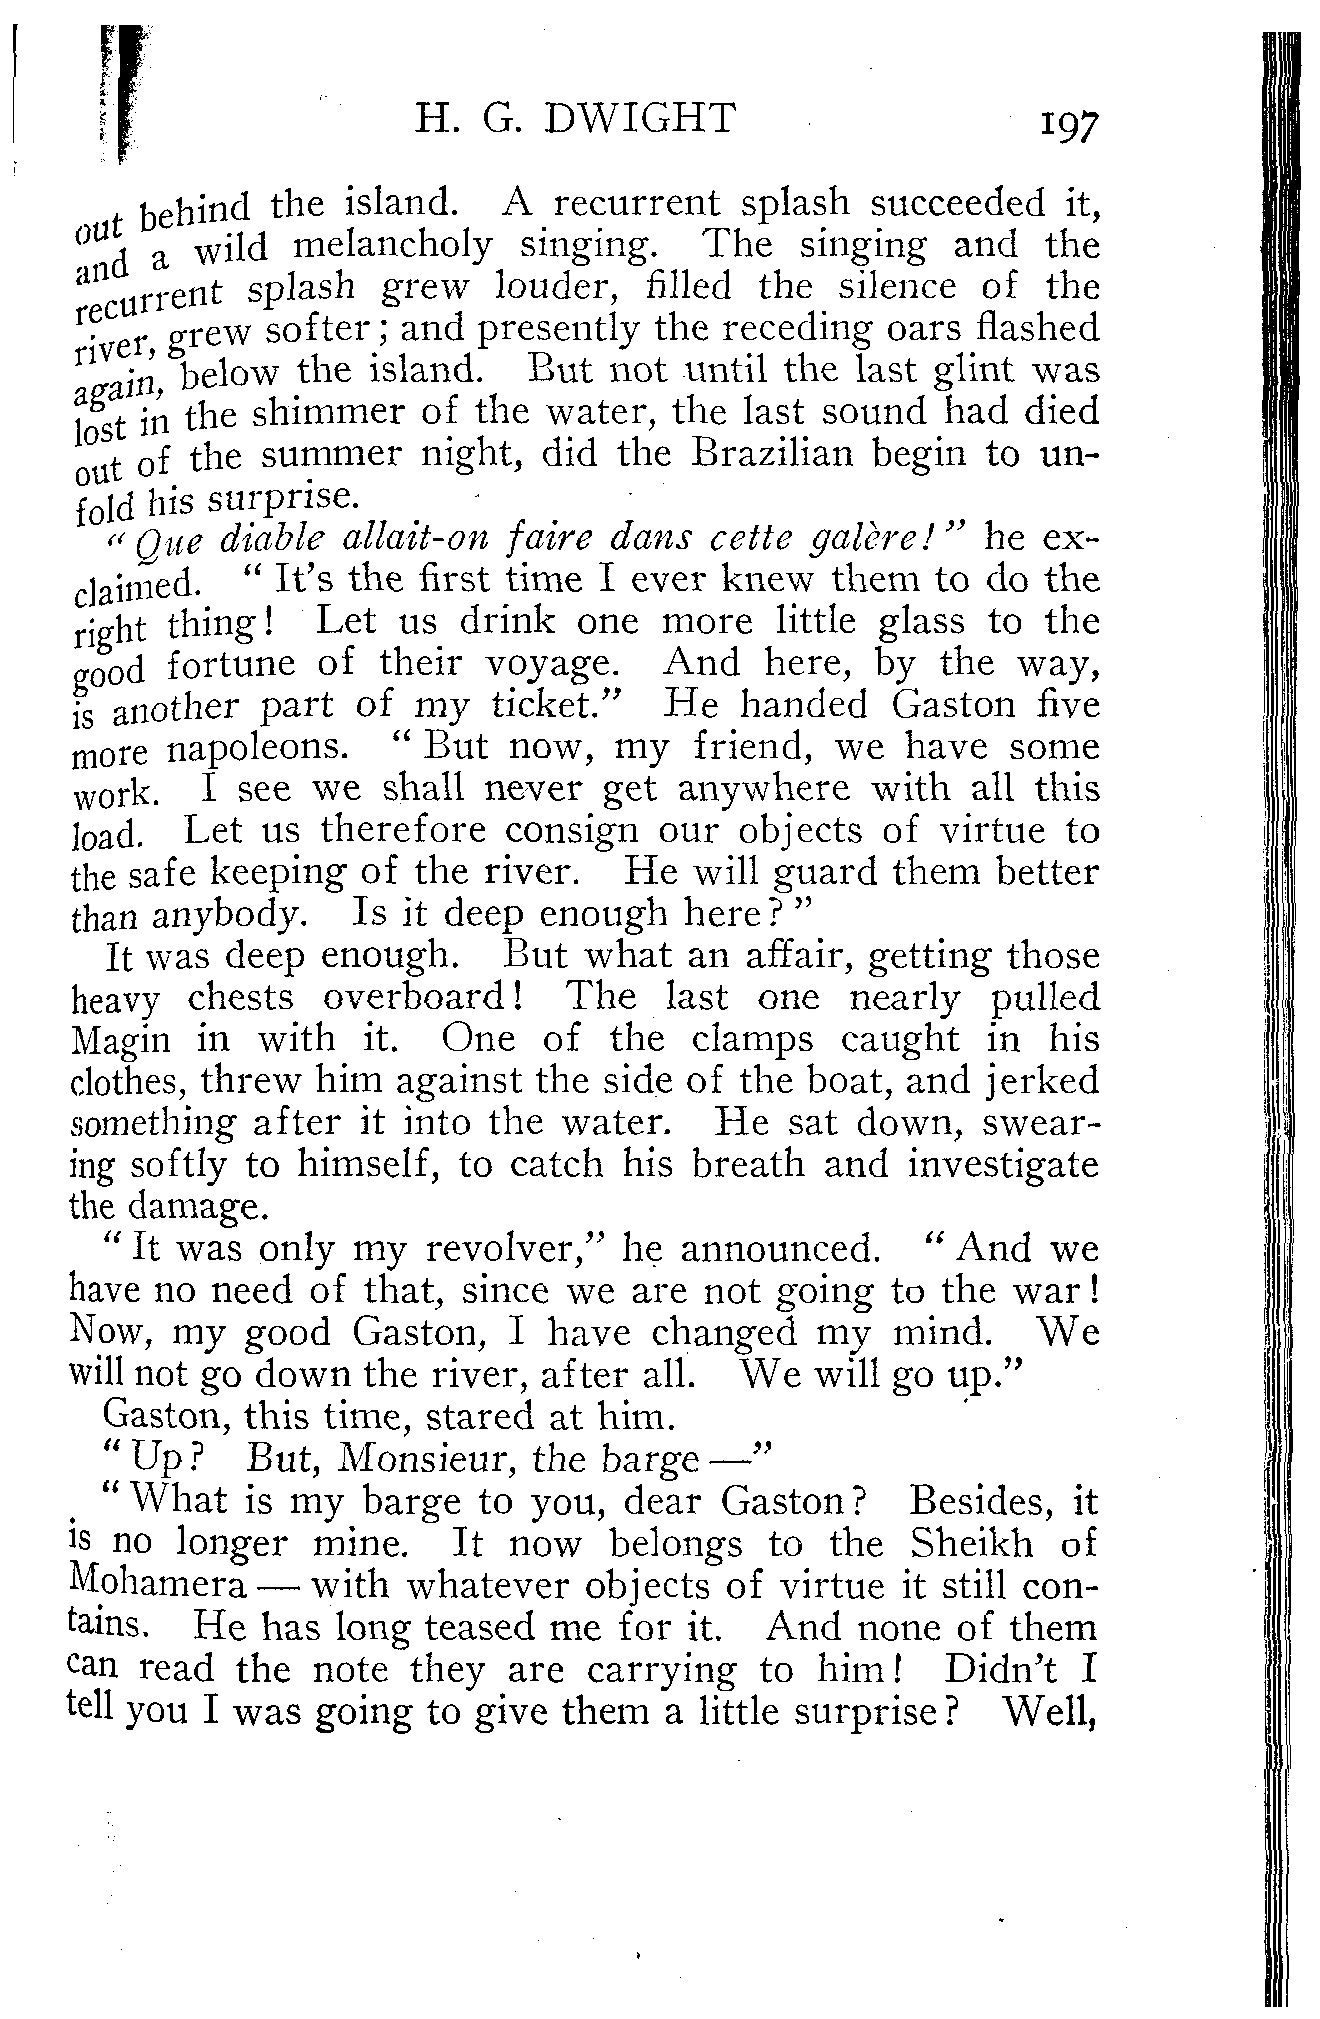 H. G. DWIGHT 197
out behind the island. A recurrent splash succeeded it,
and a wild melancholy singing. The singing and the
recurrent splash grew louder, filled the silence of the
river, grew softer; and presently the receding oars flashed
again, below the island. But not until the last glint was
lost in the shimmer of the water, the last sound had died
out of the summer night, did the Brazilian begin to un-
fold his surprise.
“Que diable allait-on faire dans cette galère!” he ex-
claimed. “It's the first time I ever knew them to do the
right thing! Let us drink one more little glass to the
good fortune of their voyage. And here, by the way,
is another part of my ticket.” He handed Gaston five
more napoleons. “But now, my friend, we have some
work. I see we shall never get anywhere with all this
load. Let us therefore consign our objects of virtue to
the safe keeping of the river. He will guard them better
than anybody. Is it deep enough here?”
It was deep enough. But what an affair, getting those
heavy chests overboard! The last one nearly pulled
Magin in with it. One of the clamps caught in his
clothes, threw him against the side of the boat, and jerked
something after it into the water. He sat down, swear-
ing softly to himself, to catch his breath and investigate
the damage.
“It was only my revolver,” he announced. “And we
have no need of that, since we are not going to the war!
Now, my good Gaston, I have changed my mind. We
will not go down the river, after all. We will go up.”
Gaston, this time, stared at him.
“Up? But, Monsieur, the barge—”
“What is my barge to you, dear Gaston? Besides, it
is no longer mine. It now belongs to the Sheikh of
Mohamera—with whatever objects of virtue it still con-
tains. He has long teased me for it. And none of them
can read the note they are carrying to him! Didn't I
tell you I was going to give them a little surprise? Well,